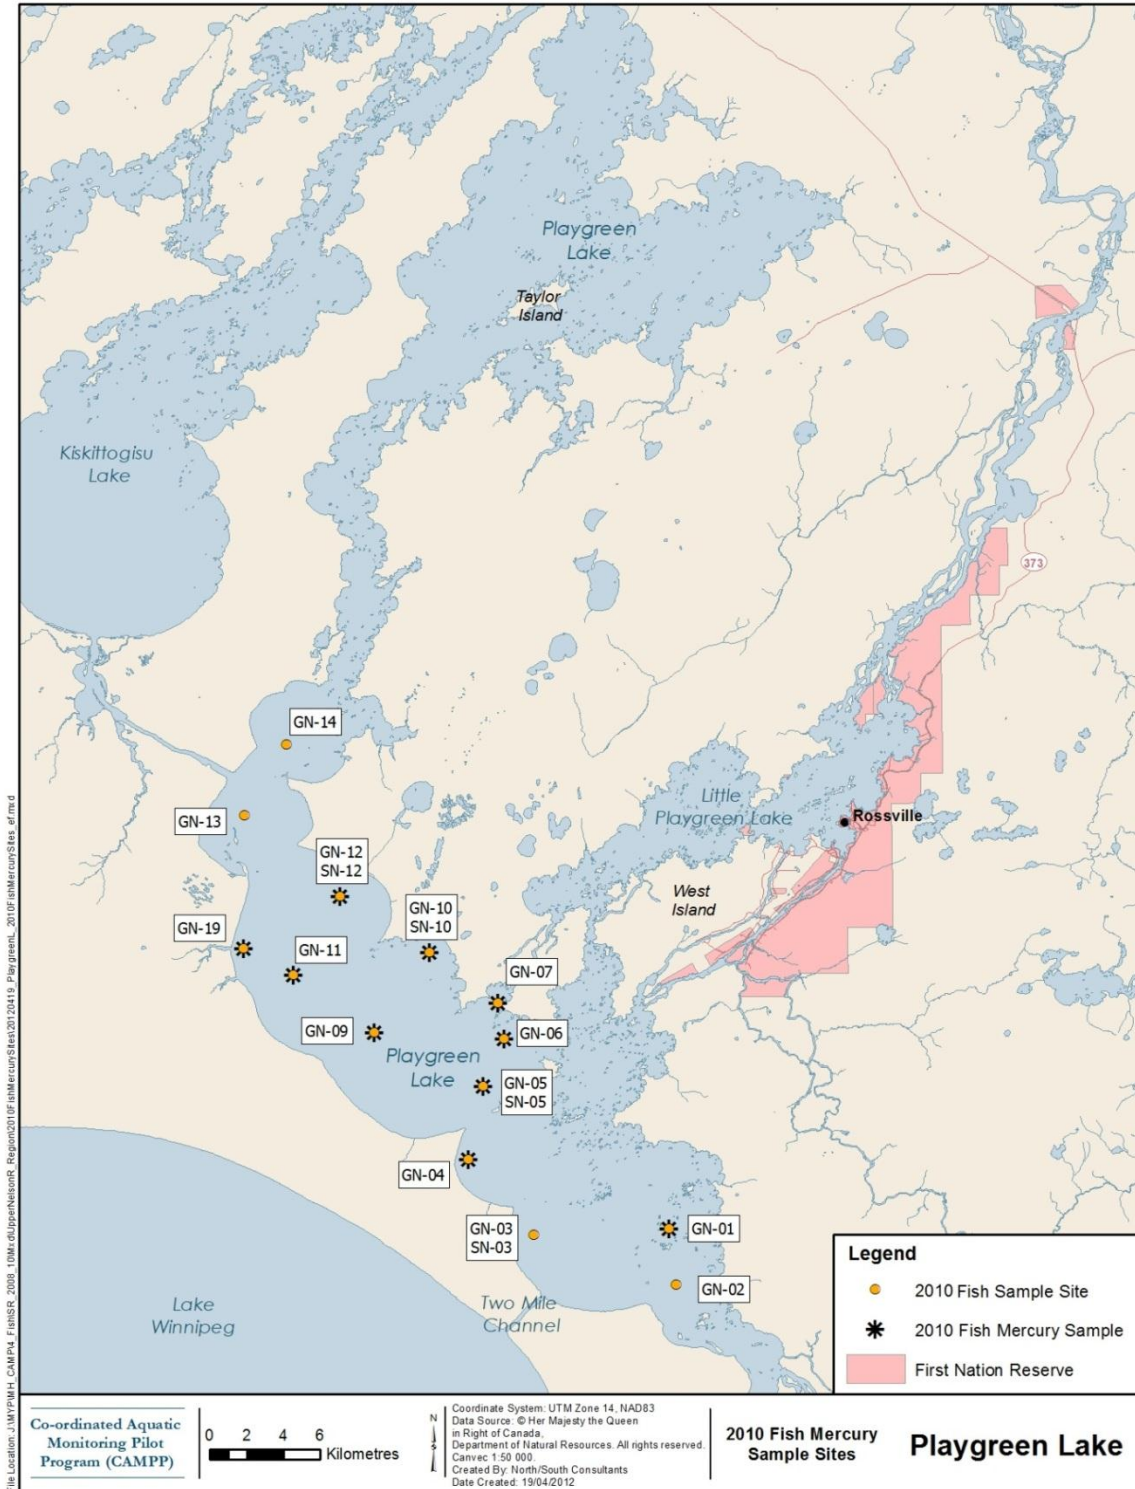 Playgreen
Lake
Taylor
Island
Kiskittogisu
Lake
373
GN-14
GN-13
Little
Playgreen Lake
Rossville
GN-12
SN-12
West
Island
GN-10
SN-10
GN-19
GN-11
GN-07
GN-09
GN-06
Playgreen
Lake
GN-05
SN-05
GN-04
GN-03
SN-03
GN-01
GN-02
Lake
Winnipeg
Two Mile
Channel
Legend
2010 Fish Sample Site
2010 Fish Mercury Sample
First Nation Reserve
Co-ordinated Aquatic
Monitoring Pilot
Program (CAMPP)
0 2 4 6
Kilometres
N
S
Coordinate System: UTM Zone 14, NAD83
Data Source: © Her Majesty the Queen
in Right of Canada,
Department of Natural Resources. All rights reserved.
Canvec 1:50 000.
Created By: North/South Consultants
Date Created: 19/04/2012
2010 Fish Mercury
Sample Sites
Playgreen Lake